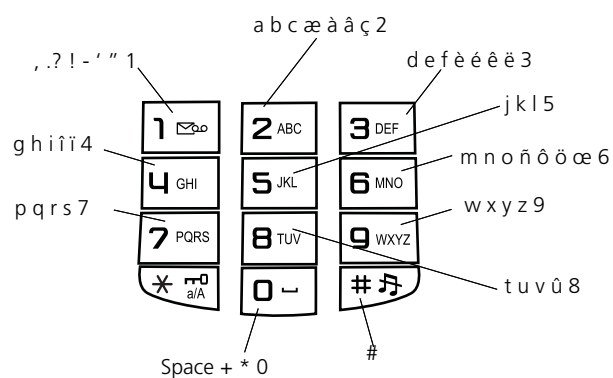 a b c æ à â ç 2
, .? ! - ‘ ” 1
d e f è é ê ë 3
j k l 5
1
2 ABC
3 DEF
g h i î ï 4
m n o ñ ô ö œ 6
4 GHI
5 JKL
6 MNO
p q r s 7
w x y z 9
7 PQRS
8 TUV
9 WXYZ
* a/A
0
#
t u v û 8
#
Space + * 0